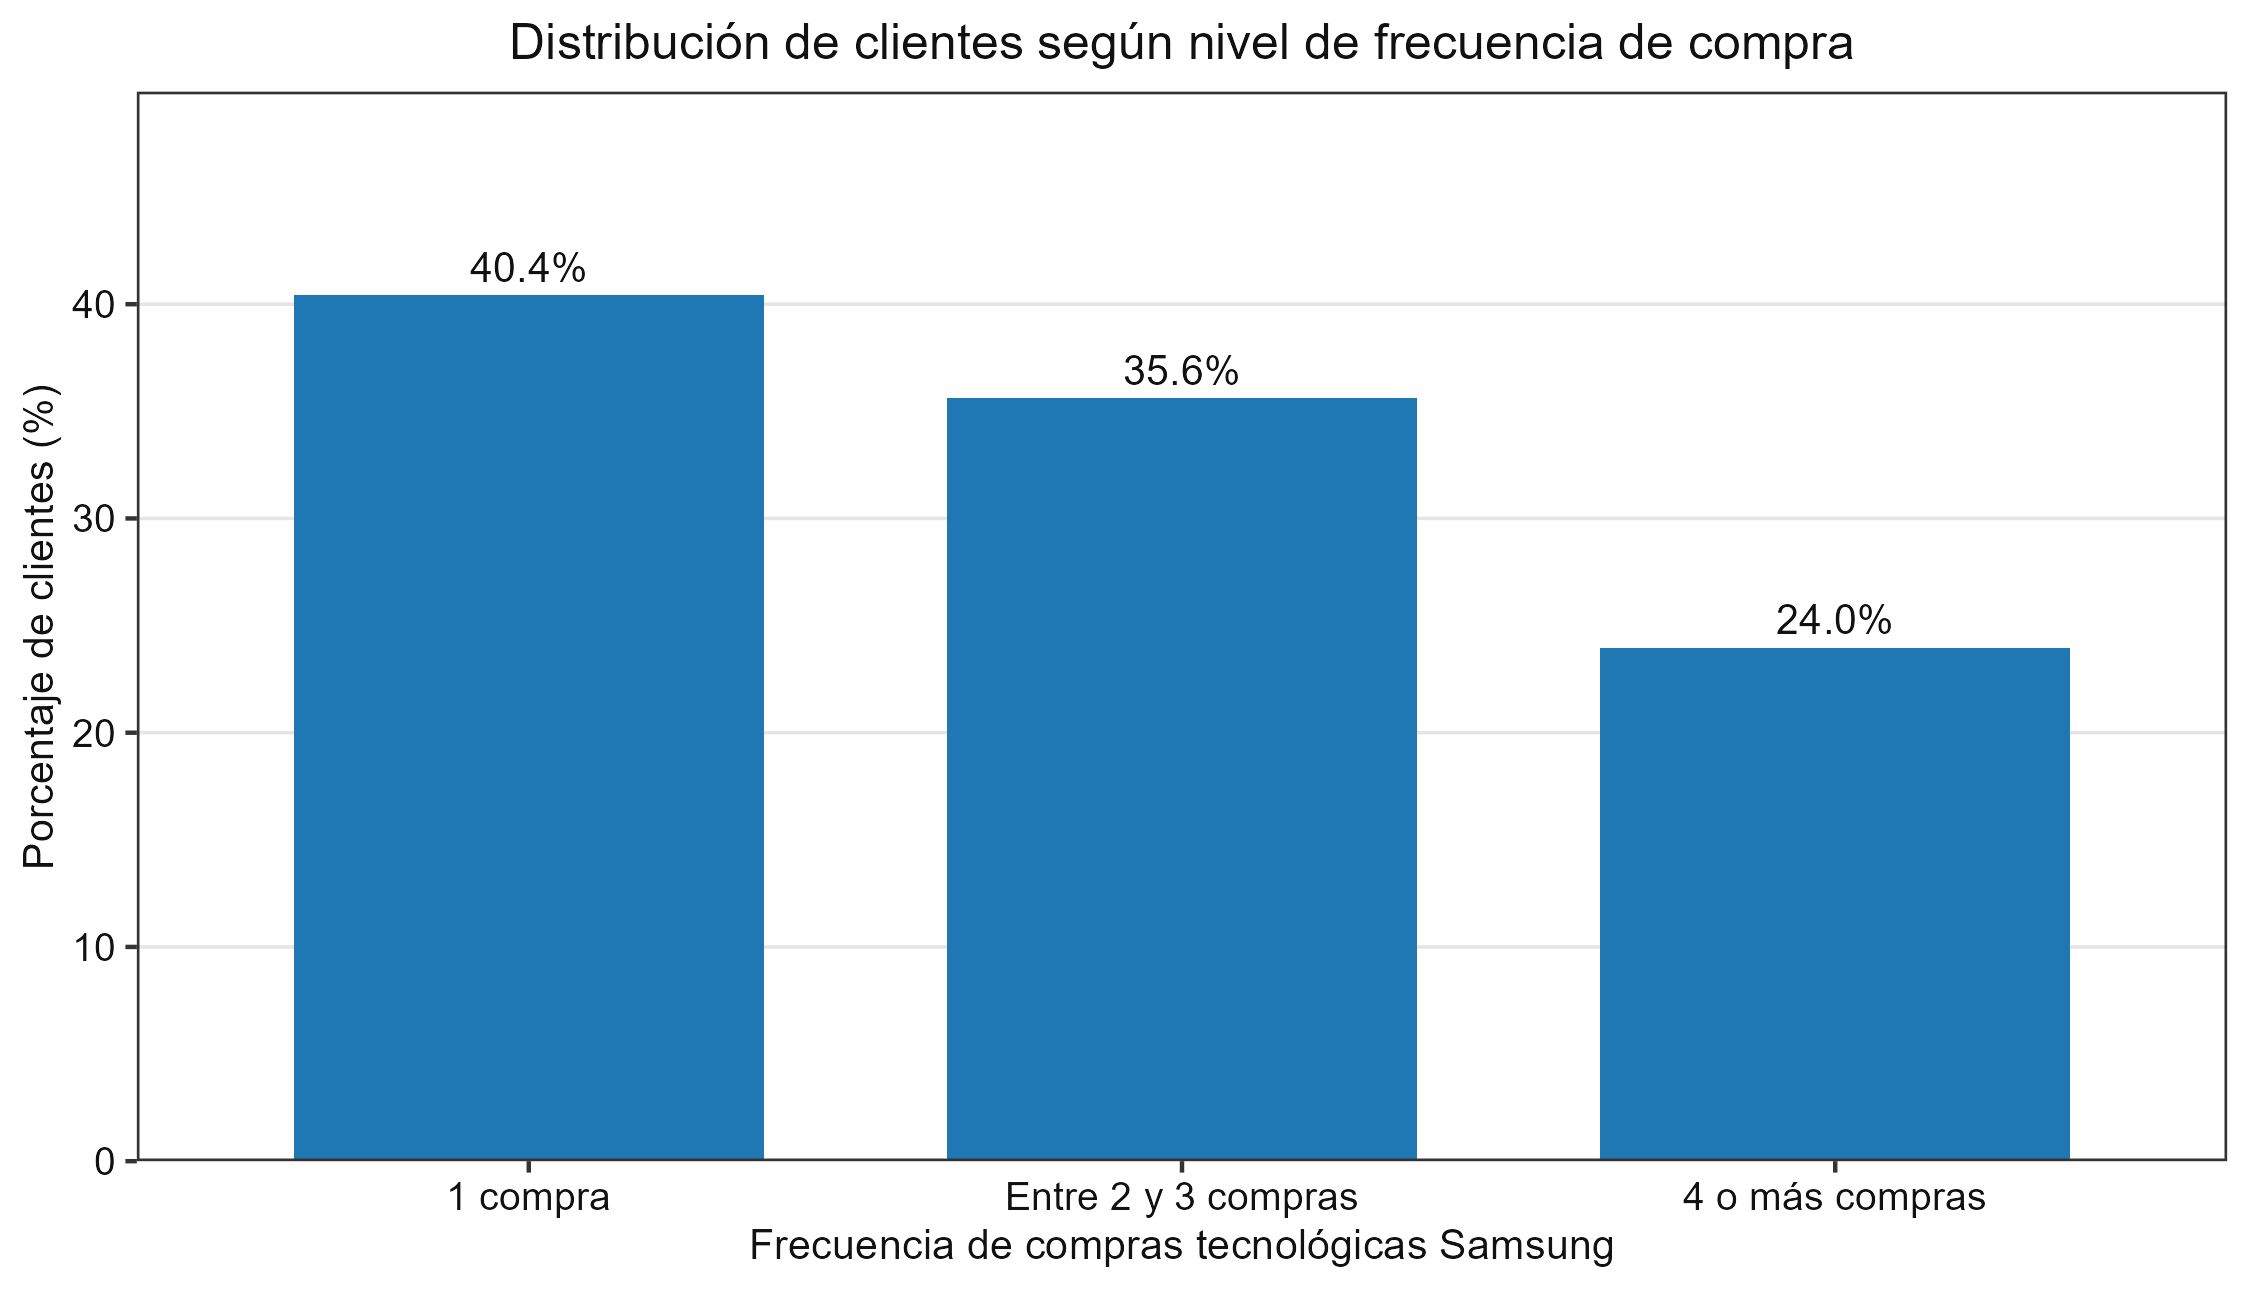 Distribución de clientes según nivel de frecuencia de compra
Porcentaje de clientes (%)
40
30
20
10
0
40.4%
35.6%
24.0%
1 compra
Entre 2 y 3 compras
4 o más compras
Frecuencia de compras tecnológicas Samsung